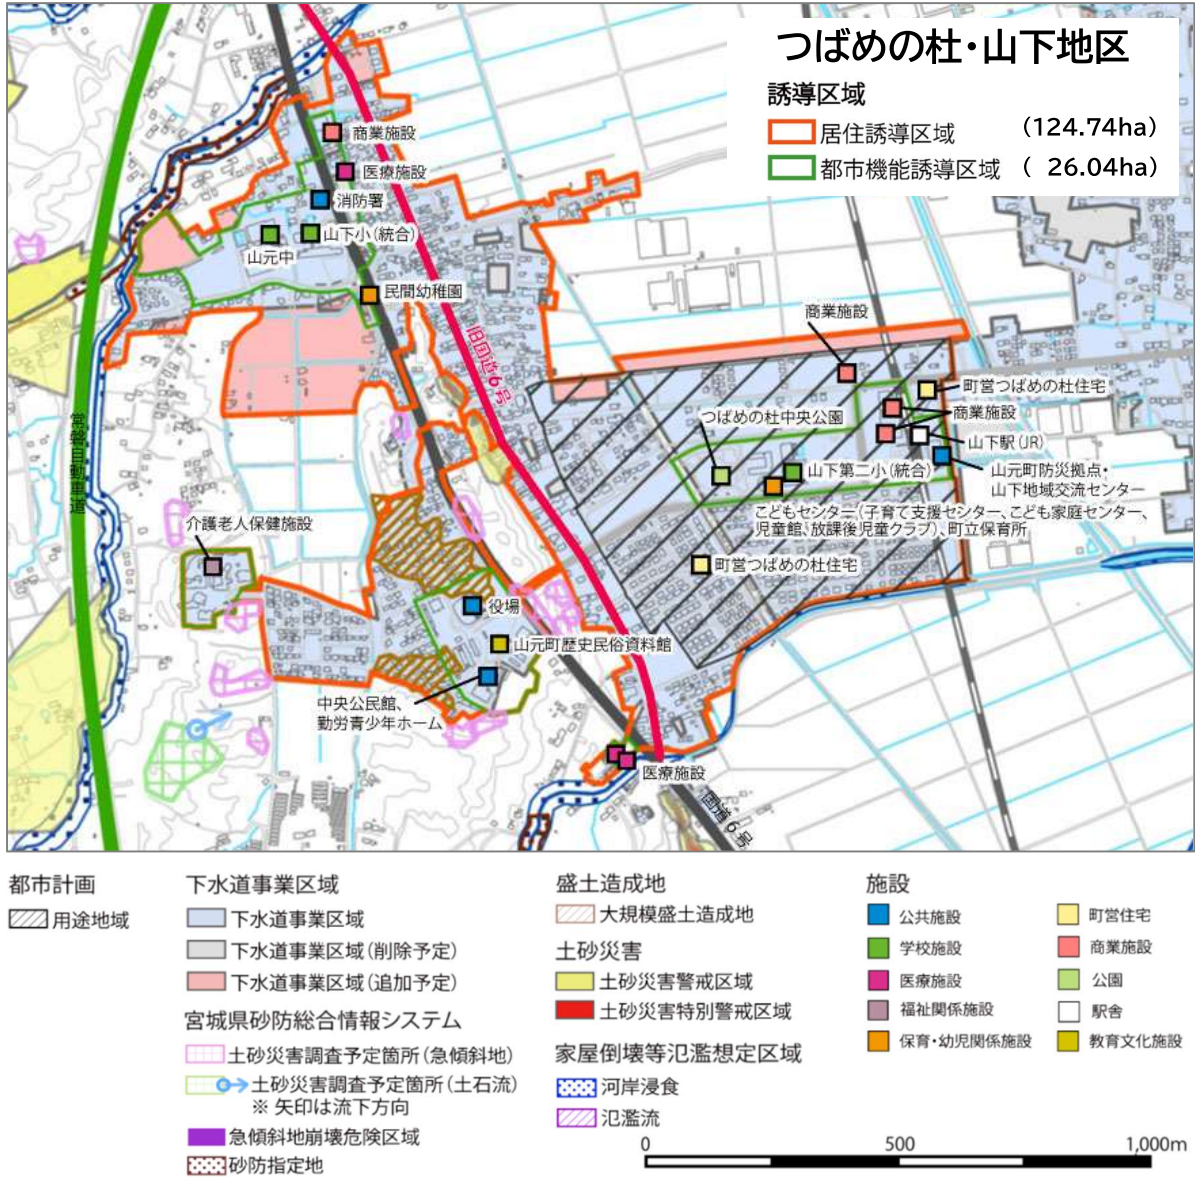 つばめの杜・山下地区
誘導区域
居住誘導区域 (124.74ha)
都市機能誘導区域 ( 26.04ha)
商業施設
医療施設
消防署
山下小(統合)
山元中
民間幼稚園
旧国道6号
常磐自動車道
商業施設
町営つばめの杜住宅
商業施設
つばめの杜中央公園
山下駅(JR)
山下第二小(統合)
山元町防災拠点・
山下地域交流センター
こどもセンター(子育て支援センター、こども家庭センター、
児童館、放課後児童クラブ)、町立保育所
町営つばめの杜住宅
介護老人保健施設
役場
山元町歴史民俗資料館
中央公民館、
勤労青少年ホーム
医療施設
国道6号
都市計画
用途地域
下水道事業区域
下水道事業区域
下水道事業区域(削除予定)
下水道事業区域(追加予定)
宮城県砂防総合情報システム
土砂災害調査予定箇所(急傾斜地)
土砂災害調査予定箇所(土石流)
※ 矢印は流下方向
急傾斜地崩壊危険区域
砂防指定地
盛土造成地
大規模盛土造成地
土砂災害
土砂災害警戒区域
土砂災害特別警戒区域
家屋倒壊等氾濫想定区域
河岸浸食
氾濫流
施設
公共施設
学校施設
医療施設
福祉関係施設
保育・幼児関係施設
町営住宅
商業施設
公園
駅舎
教育文化施設
0 500 1,000m